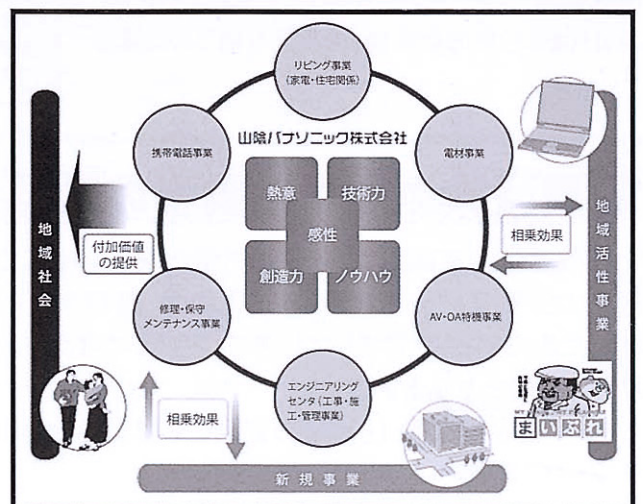 リビング事業
(家電・住宅関係)
携帯電話事業
山陰パナソニック株式会社
電材事業
熱意
技術力
感性
創造力
ノウハウ
地域社会
付加価値
の提供
相乗効果
地域活性事業
修理・保守
メンテナンス事業
AV・OA特機事業
エンジニアリング
センタ(工事・施
工・管理事業)
相乗効果
まいぷれ
新規事業